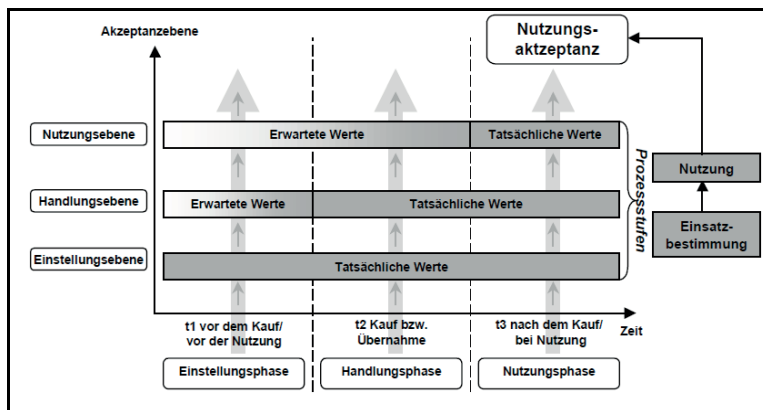 Akzeptanzebene
Nutzungs-
aktzeptanz
Nutzungsebene
Erwartete Werte
Tatsächliche Werte
Handlungsebene
Erwartete Werte
Tatsächliche Werte
Einstellungsebene
Tatsächliche Werte
Prozessstufen
Nutzung
Einsatz-
bestimmung
t1 vor dem Kauf/
vor der Nutzung
t2 Kauf bzw.
Übernahme
t3 nach dem Kauf/
bei Nutzung
Zeit
Einstellungsphase
Handlungsphase
Nutzungsphase